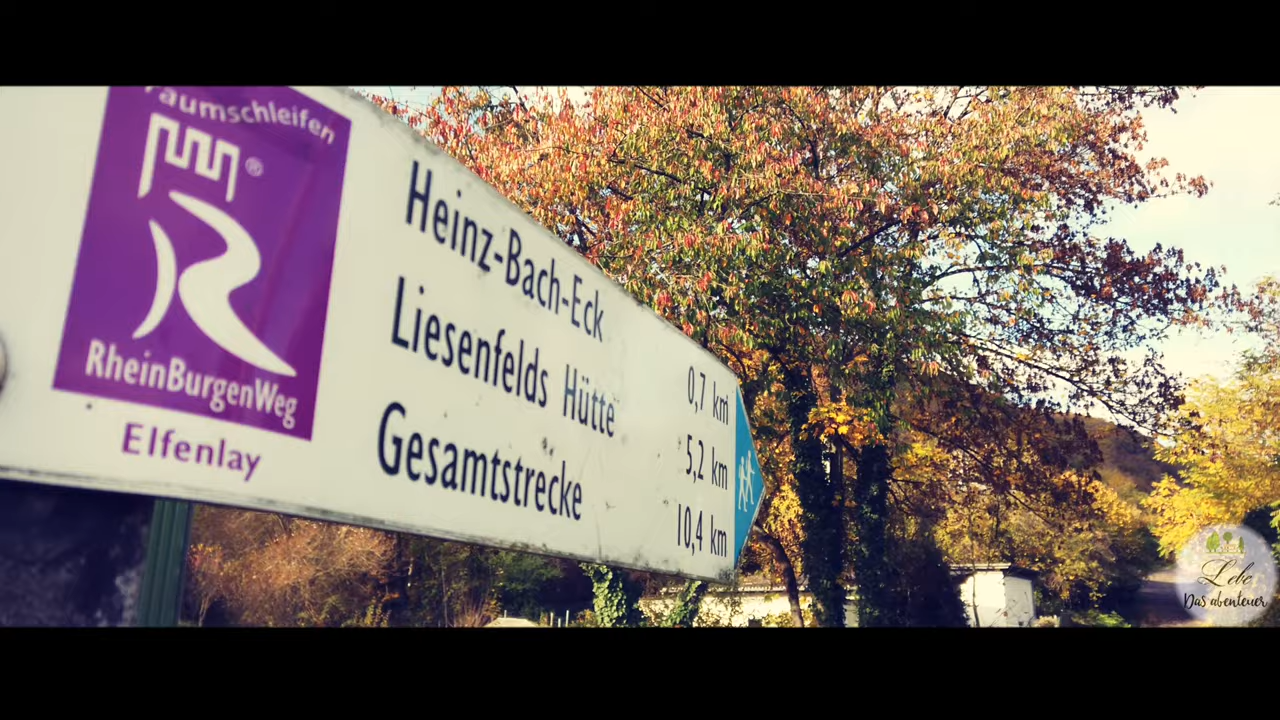 raumschleifen
®
RheinBurgenWeg
Elfenlay
Heinz-Bach-Eck 0,7 km
Liesenfelds Hütte 5,2 km
Gesamtstrecke 10,4 km
Lebe
Das abenteuer